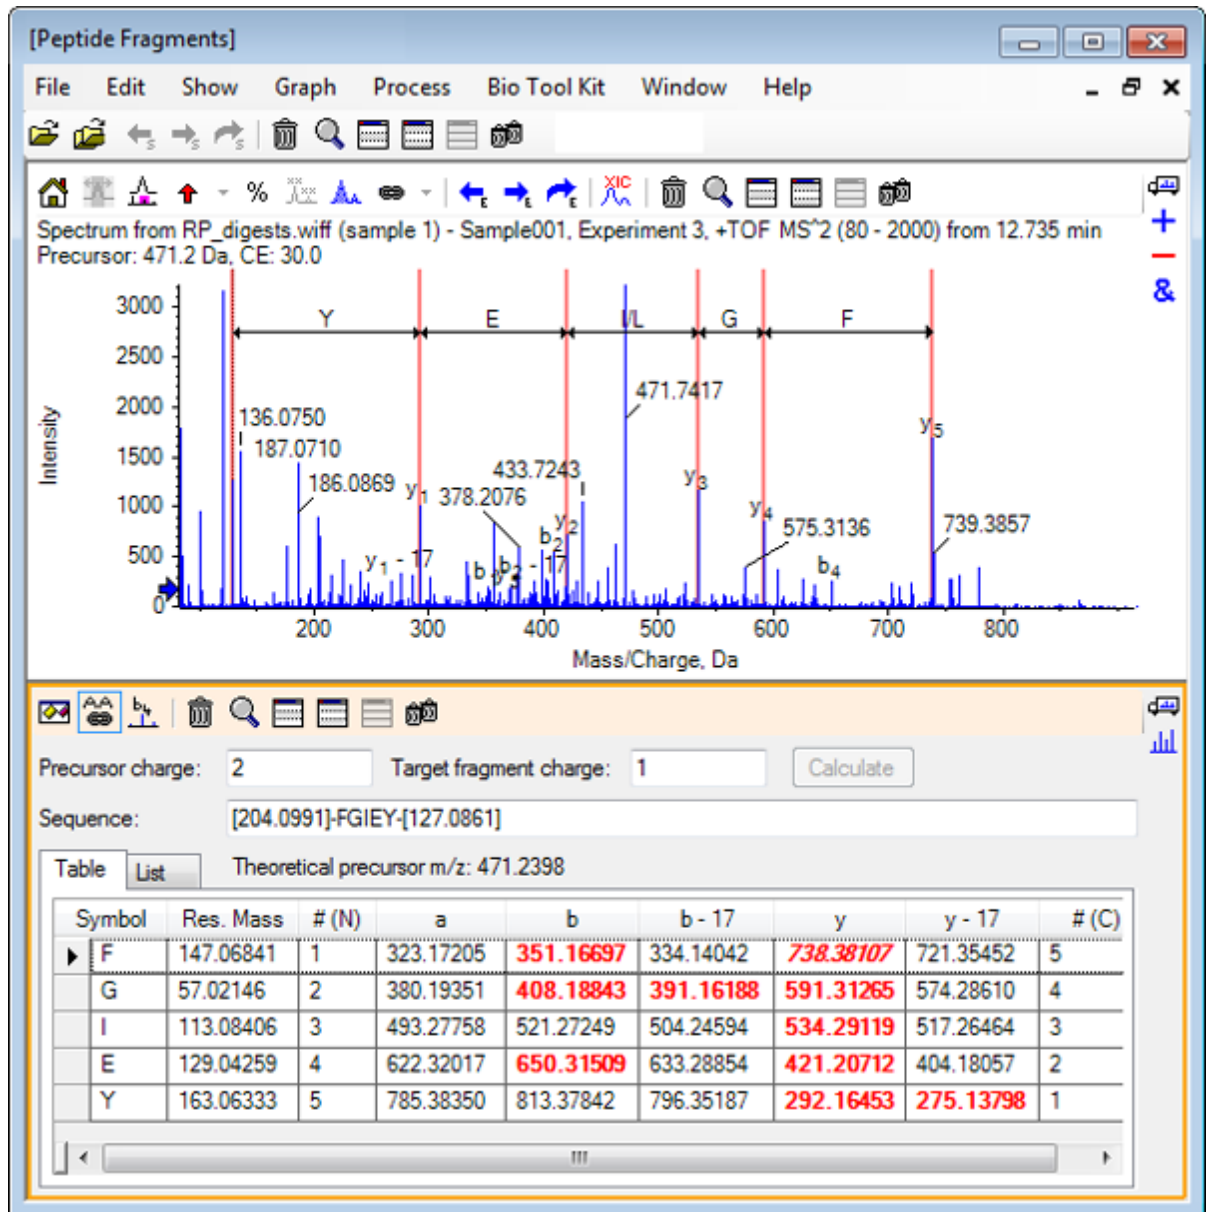 [Peptide Fragments]
File Edit Show Graph Process Bio Tool Kit Window Help
% XIC
Spectrum from RP_digests.wiff (sample 1) - Sample001, Experiment 3, +TOF MS^2 (80 - 2000) from 12.735 min
Precursor: 471.2 Da, CE: 30.0
3000
2500
2000
1500
1000
500
0
Intensity
Y E I/L G F
471.7417
136.0750
187.0710
186.0869
433.7243
378.2076
575.3136
739.3857
y5
y3
y1
y4
y2
b2
y1 - 17
b2 - 17
b4
200 300 400 500 600 700 800
Mass/Charge, Da
Precursor charge: 2 Target fragment charge: 1 Calculate
Sequence: [204.0991]-FGIEY-[127.0861]
Table List Theoretical precursor m/z: 471.2398
Symbol Res. Mass # (N) a b b - 17 y y - 17 # (C)
F 147.06841 1 323.17205 351.16697 334.14042 738.38107 721.35452 5
G 57.02146 2 380.19351 408.18843 391.16188 591.31265 574.28610 4
I 113.08406 3 493.27758 521.27249 504.24594 534.29119 517.26464 3
E 129.04259 4 622.32017 650.31509 633.28854 421.20712 404.18057 2
Y 163.06333 5 785.38350 813.37842 796.35187 292.16453 275.13798 1